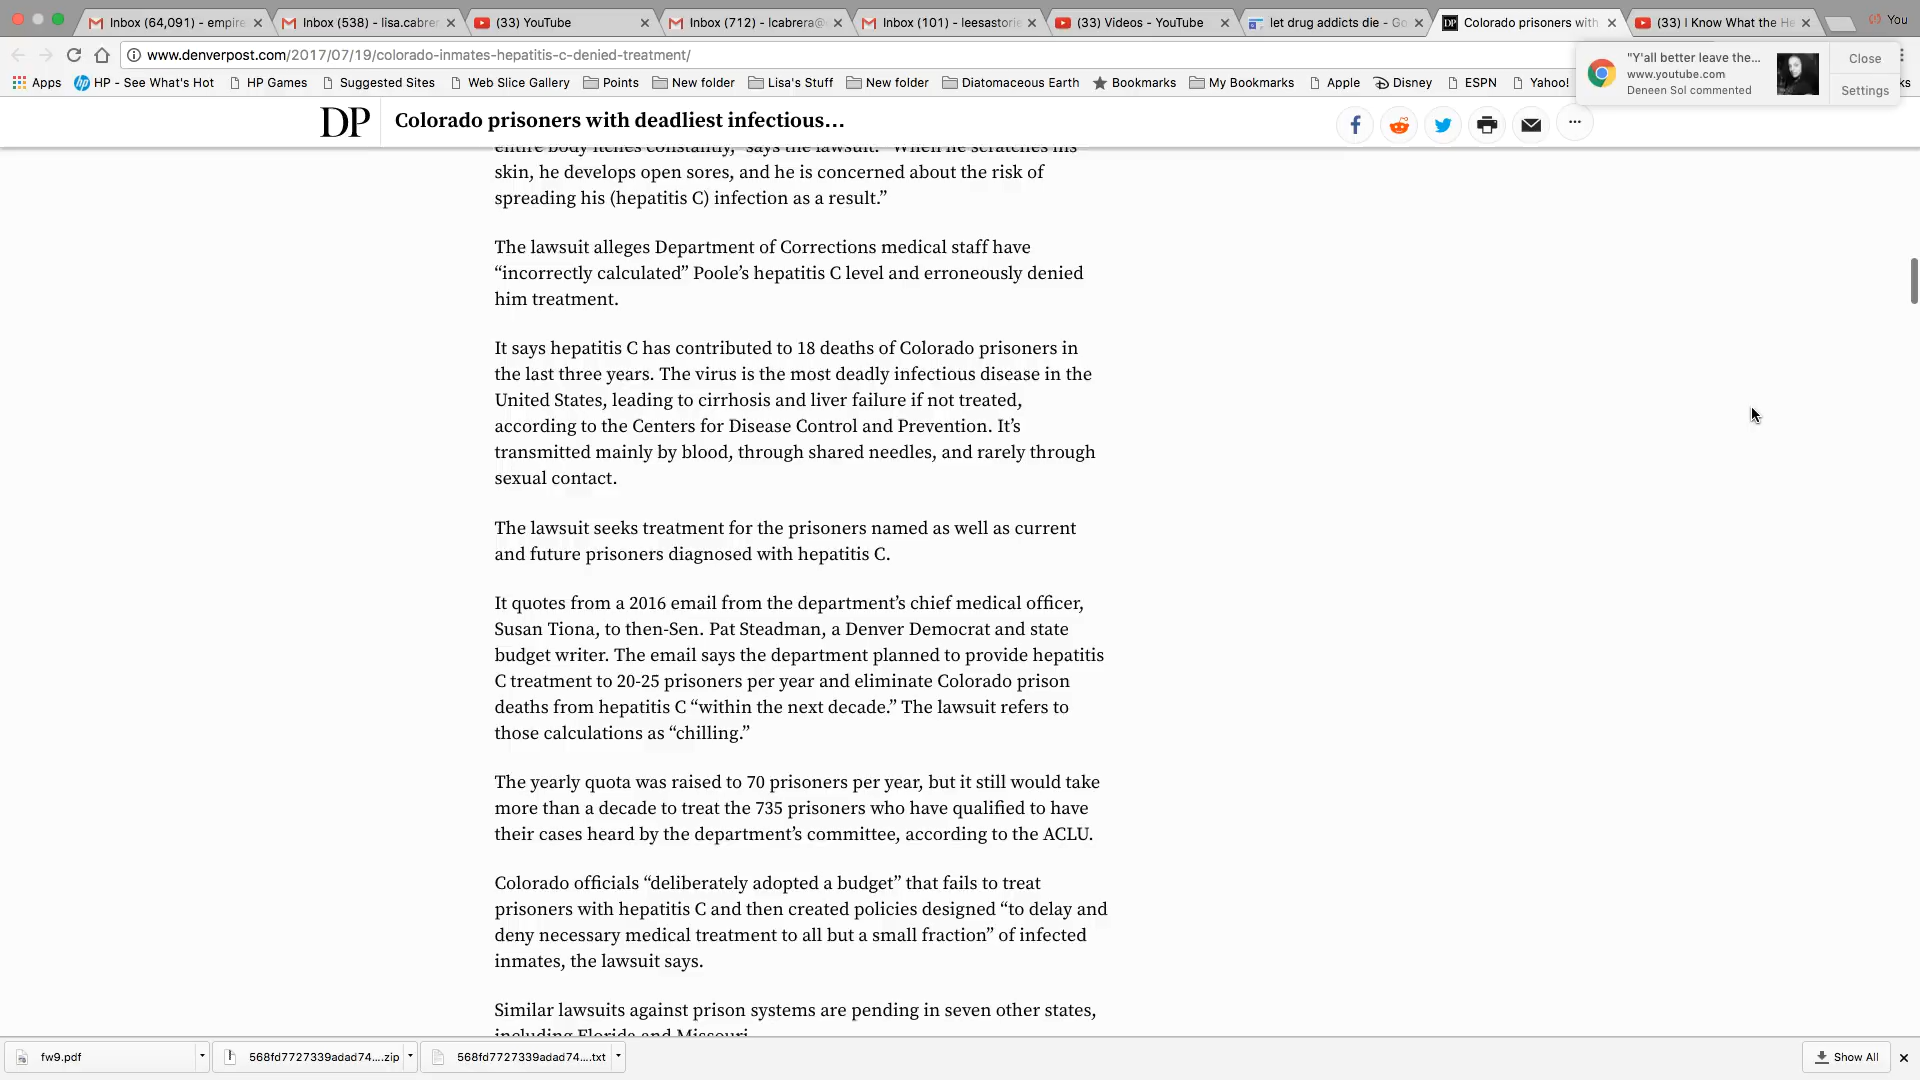 Inbox (64,091) - empire
Inbox (538) - lisa.cabrer
(33) YouTube
Inbox (712) - lcabrera@
Inbox (101) - leesastorie
(33) Videos - YouTube
let drug addicts die - Go
Colorado prisoners with
(33) I Know What the He
You
www.denverpost.com/2017/07/19/colorado-inmates-hepatitis-c-denied-treatment/
"Y'all better leave the...
www.youtube.com
Deneen Sol commented
Close
Settings
Apps
HP - See What's Hot
HP Games
Suggested Sites
Web Slice Gallery
Points
New folder
Lisa's Stuff
New folder
Diatomaceous Earth
Bookmarks
My Bookmarks
Apple
Disney
ESPN
Yahoo!
DP
Colorado prisoners with deadliest infectious…
entire body itches constantly,” says the lawsuit. “When he scratches his
skin, he develops open sores, and he is concerned about the risk of
spreading his (hepatitis C) infection as a result.”
The lawsuit alleges Department of Corrections medical staff have
“incorrectly calculated” Poole’s hepatitis C level and erroneously denied
him treatment.
It says hepatitis C has contributed to 18 deaths of Colorado prisoners in
the last three years. The virus is the most deadly infectious disease in the
United States, leading to cirrhosis and liver failure if not treated,
according to the Centers for Disease Control and Prevention. It’s
transmitted mainly by blood, through shared needles, and rarely through
sexual contact.
The lawsuit seeks treatment for the prisoners named as well as current
and future prisoners diagnosed with hepatitis C.
It quotes from a 2016 email from the department’s chief medical officer,
Susan Tiona, to then-Sen. Pat Steadman, a Denver Democrat and state
budget writer. The email says the department planned to provide hepatitis
C treatment to 20-25 prisoners per year and eliminate Colorado prison
deaths from hepatitis C “within the next decade.” The lawsuit refers to
those calculations as “chilling.”
The yearly quota was raised to 70 prisoners per year, but it still would take
more than a decade to treat the 735 prisoners who have qualified to have
their cases heard by the department’s committee, according to the ACLU.
Colorado officials “deliberately adopted a budget” that fails to treat
prisoners with hepatitis C and then created policies designed “to delay and
deny necessary medical treatment to all but a small fraction” of infected
inmates, the lawsuit says.
Similar lawsuits against prison systems are pending in seven other states,
including Florida and Missouri.
fw9.pdf
568fd7727339adad74....zip
568fd7727339adad74....txt
Show All